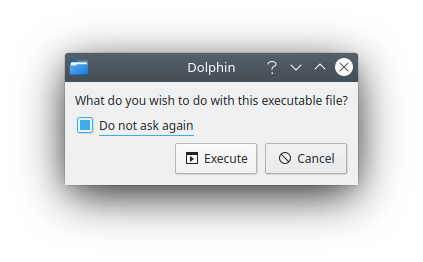 Dolphin
What do you wish to do with this executable file?
Do not ask again
Execute
Cancel